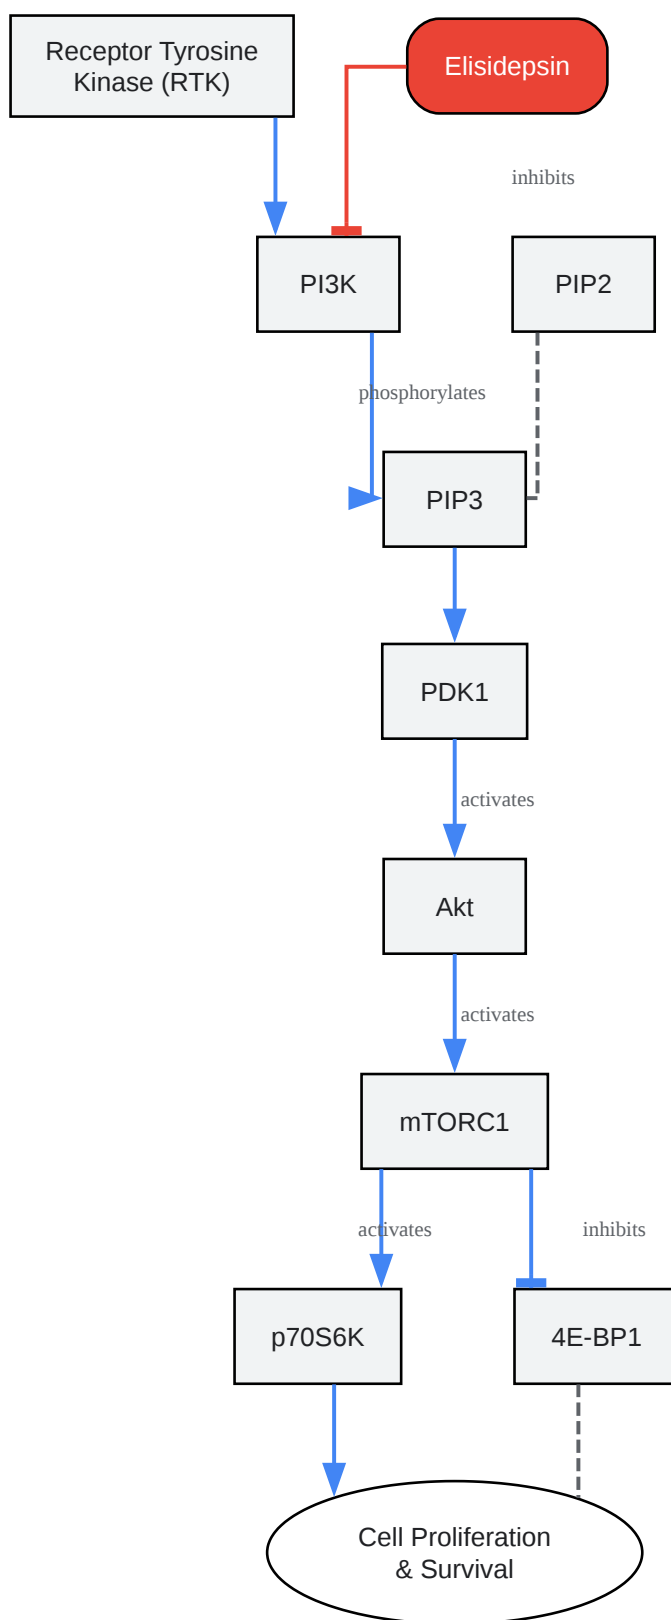 Receptor Tyrosine
Kinase (RTK)
Elisidepsin
inhibits
PI3K
PIP2
phosphorylates
PIP3
PDK1
activates
Akt
activates
mTORC1
activates
inhibits
p70S6K
4E-BP1
Cell Proliferation
& Survival